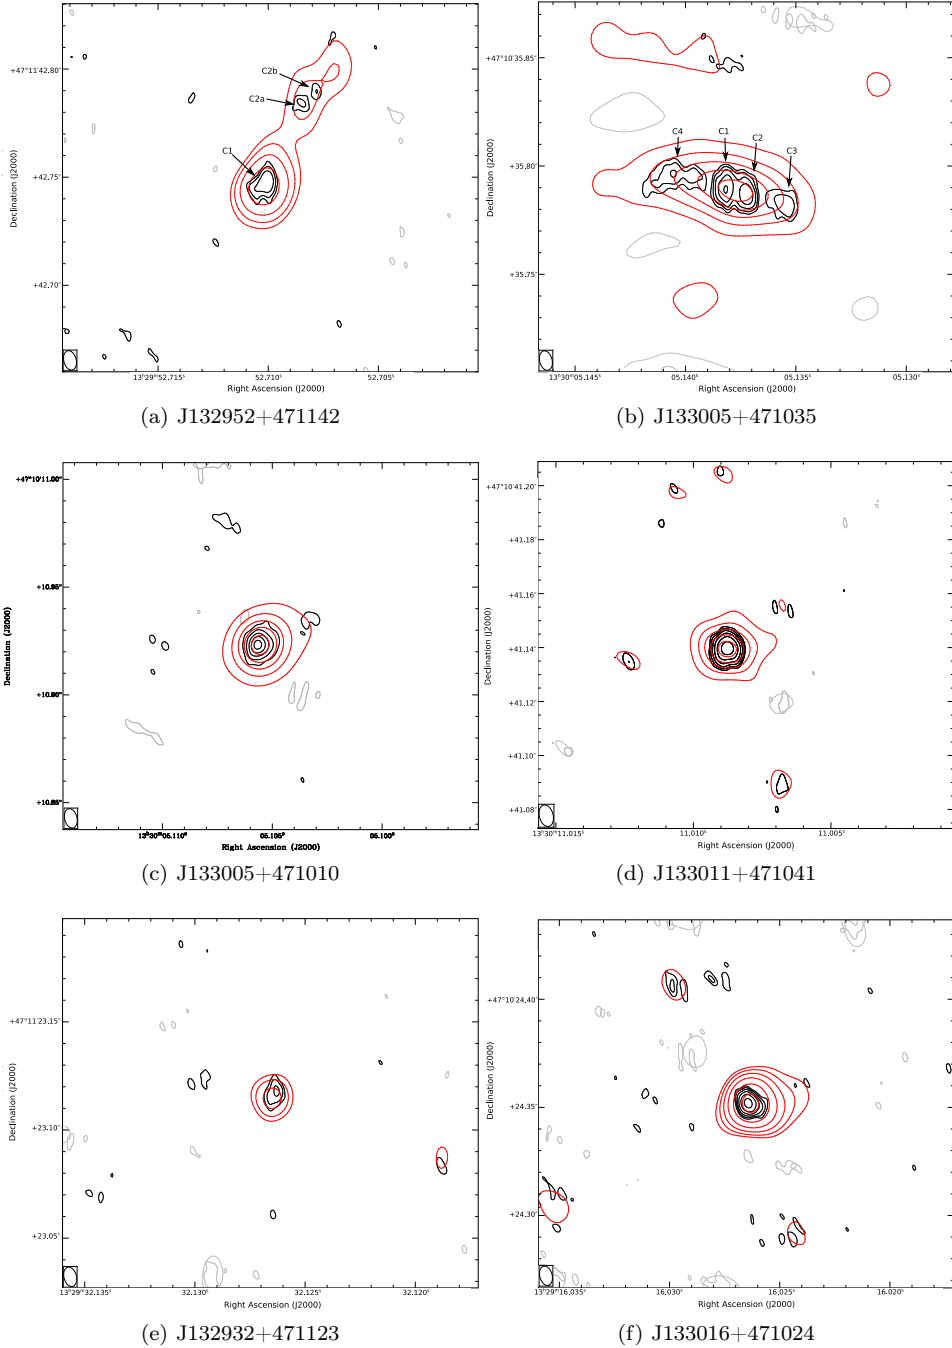 +47°11'42.80"
+42.75"
+42.70"
Declination (J2000)
C2b
C2a
C1
13ʰ29ᵐ52.715ˢ
52.710ˢ
52.705ˢ
Right Ascension (J2000)
(a) J132952+471142
+47°10'35.85"
+35.80"
+35.75"
Declination (J2000)
C4
C1
C2
C3
13ʰ30ᵐ05.145ˢ
05.140ˢ
05.135ˢ
05.130ˢ
Right Ascension (J2000)
(b) J133005+471035
+47°10'11.00"
+10.95"
+10.90"
+10.85"
Declination (J2000)
13ʰ30ᵐ05.110ˢ
05.105ˢ
05.100ˢ
Right Ascension (J2000)
(c) J133005+471010
+47°10'41.20"
+41.18"
+41.16"
+41.14"
+41.12"
+41.10"
+41.08"
Declination (J2000)
13ʰ30ᵐ11.015ˢ
11.010ˢ
11.005ˢ
Right Ascension (J2000)
(d) J133011+471041
+47°11'23.15"
+23.10"
+23.05"
Declination (J2000)
13ʰ29ᵐ32.135ˢ
32.130ˢ
32.125ˢ
32.120ˢ
Right Ascension (J2000)
(e) J132932+471123
+47°10'24.40"
+24.35"
+24.30"
Declination (J2000)
13ʰ29ᵐ16.035ˢ
16.030ˢ
16.025ˢ
16.020ˢ
Right Ascension (J2000)
(f) J133016+471024